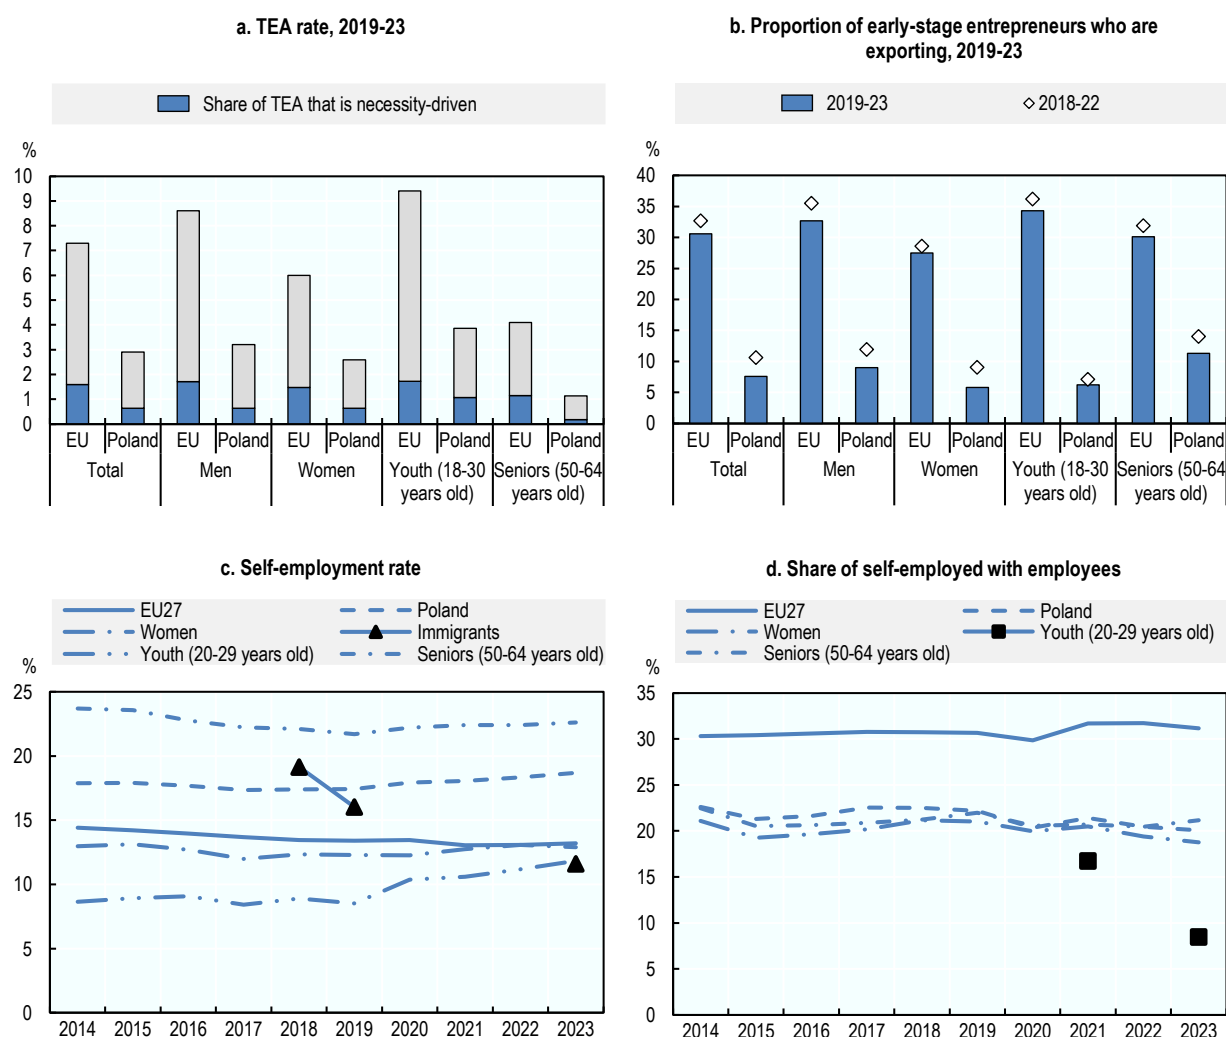 a. TEA rate, 2019-23
Share of TEA that is necessity-driven
%
10
9
8
7
6
5
4
3
2
1
0
EU Poland EU Poland EU Poland EU Poland EU Poland
Total Men Women Youth (18-30 years old) Seniors (50-64 years old)
b. Proportion of early-stage entrepreneurs who are
exporting, 2019-23
2019-23 2018-22
%
40
35
30
25
20
15
10
5
0
EU Poland EU Poland EU Poland EU Poland EU Poland
Total Men Women Youth (18-30 years old) Seniors (50-64 years old)
c. Self-employment rate
EU27 Poland
Women Immigrants
Youth (20-29 years old) Seniors (50-64 years old)
%
25
20
15
10
5
0
2014 2015 2016 2017 2018 2019 2020 2021 2022 2023
d. Share of self-employed with employees
EU27 Poland
Women Youth (20-29 years old)
Seniors (50-64 years old)
%
35
30
25
20
15
10
5
0
2014 2015 2016 2017 2018 2019 2020 2021 2022 2023